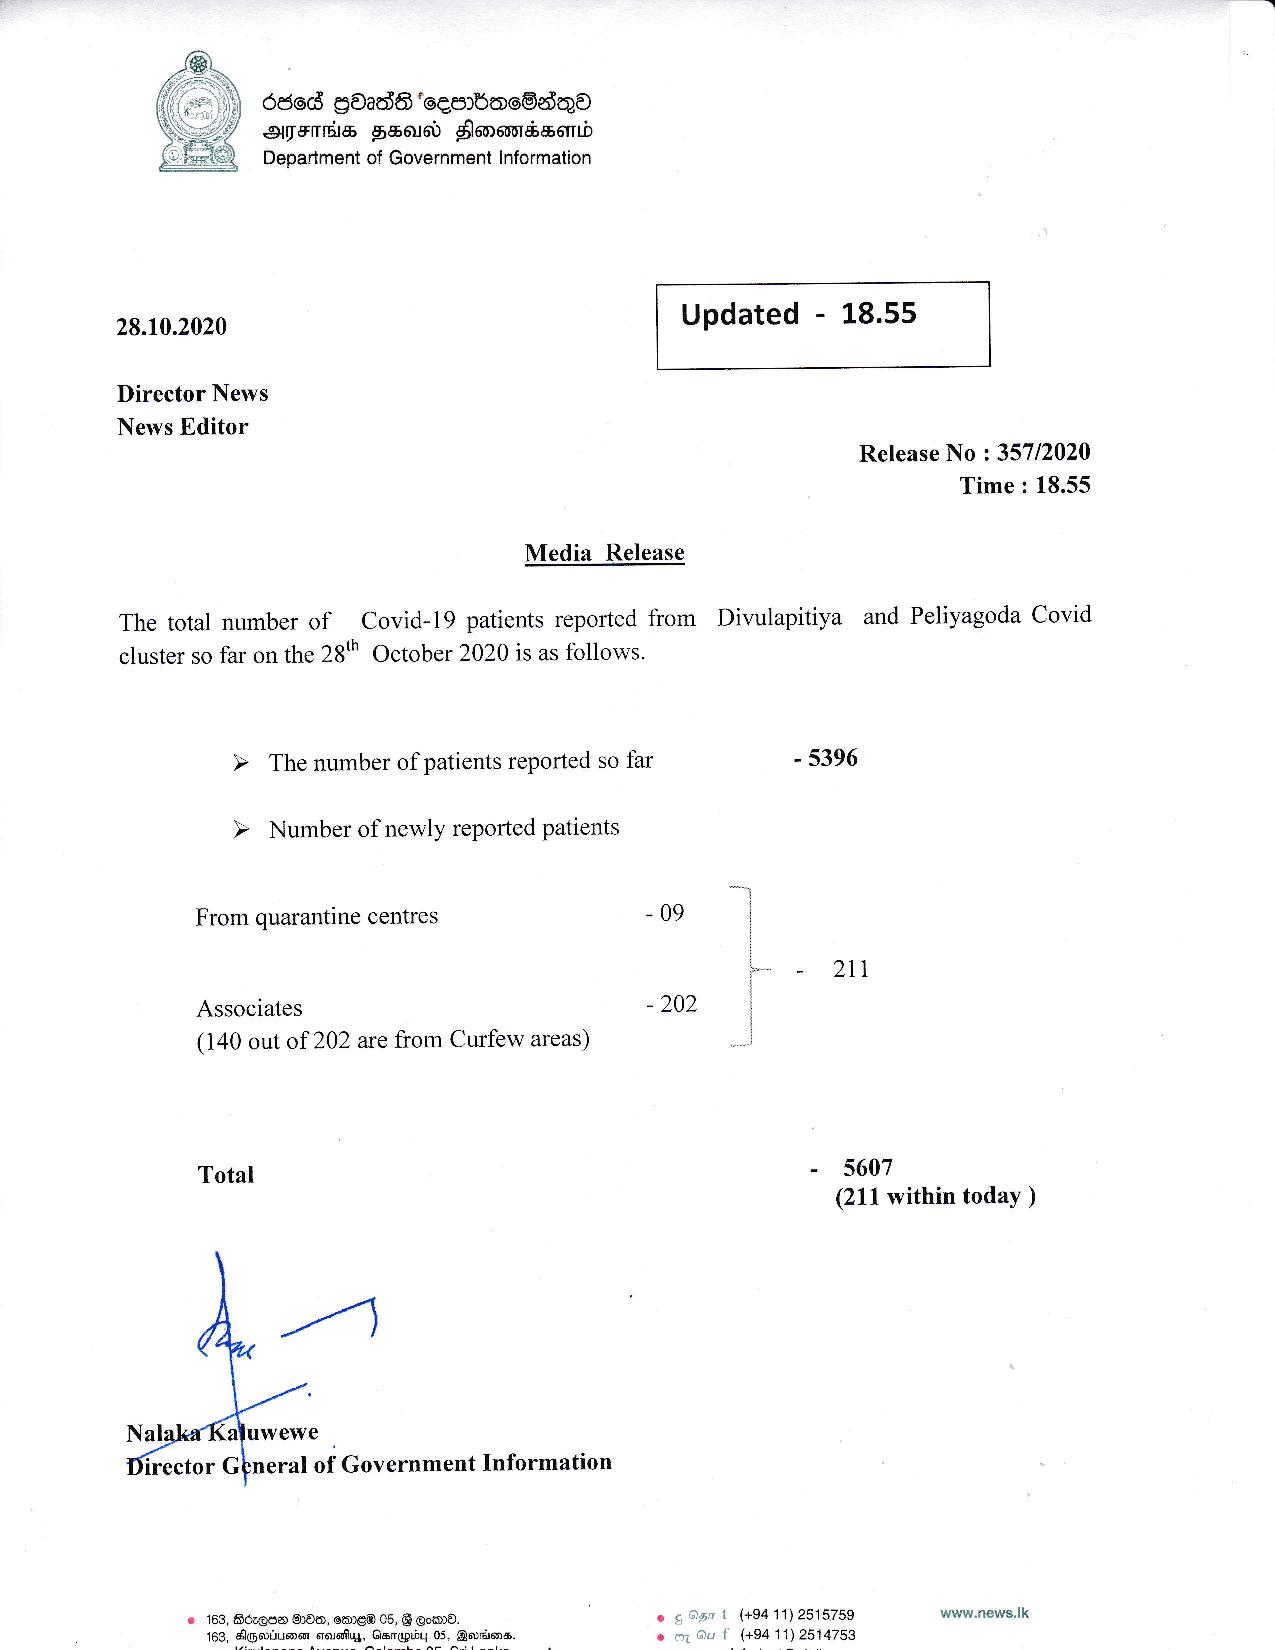 රජයේ ප්‍රවෘත්ති දෙපාර්තමේන්තුව
அரசாங்க தகவல் திணைக்களம்
Department of Government Information
28.10.2020
Updated - 18.55
Director News
News Editor
Release No : 357/2020
Time : 18.55
Media Release
The total number of Covid-19 patients reported from Divulapitiya and Peliyagoda Covid
cluster so far on the 28th October 2020 is as follows.
➢ The number of patients reported so far - 5396
➢ Number of newly reported patients
From quarantine centres - 09
- 211
Associates - 202
(140 out of 202 are from Curfew areas)
Total - 5607
(211 within today )
Nalaka Kaluwewe
Director General of Government Information
163, කිරුලපන මාවත, කොළඹ 05, ශ්‍රී ලංකාව.
163, கிருலப்பனை எவனியூ, கொழும்பு 05, இலங்கை.
දු தொ t (+94 11) 2515759
ෆැ பெ f (+94 11) 2514753
www.news.lk